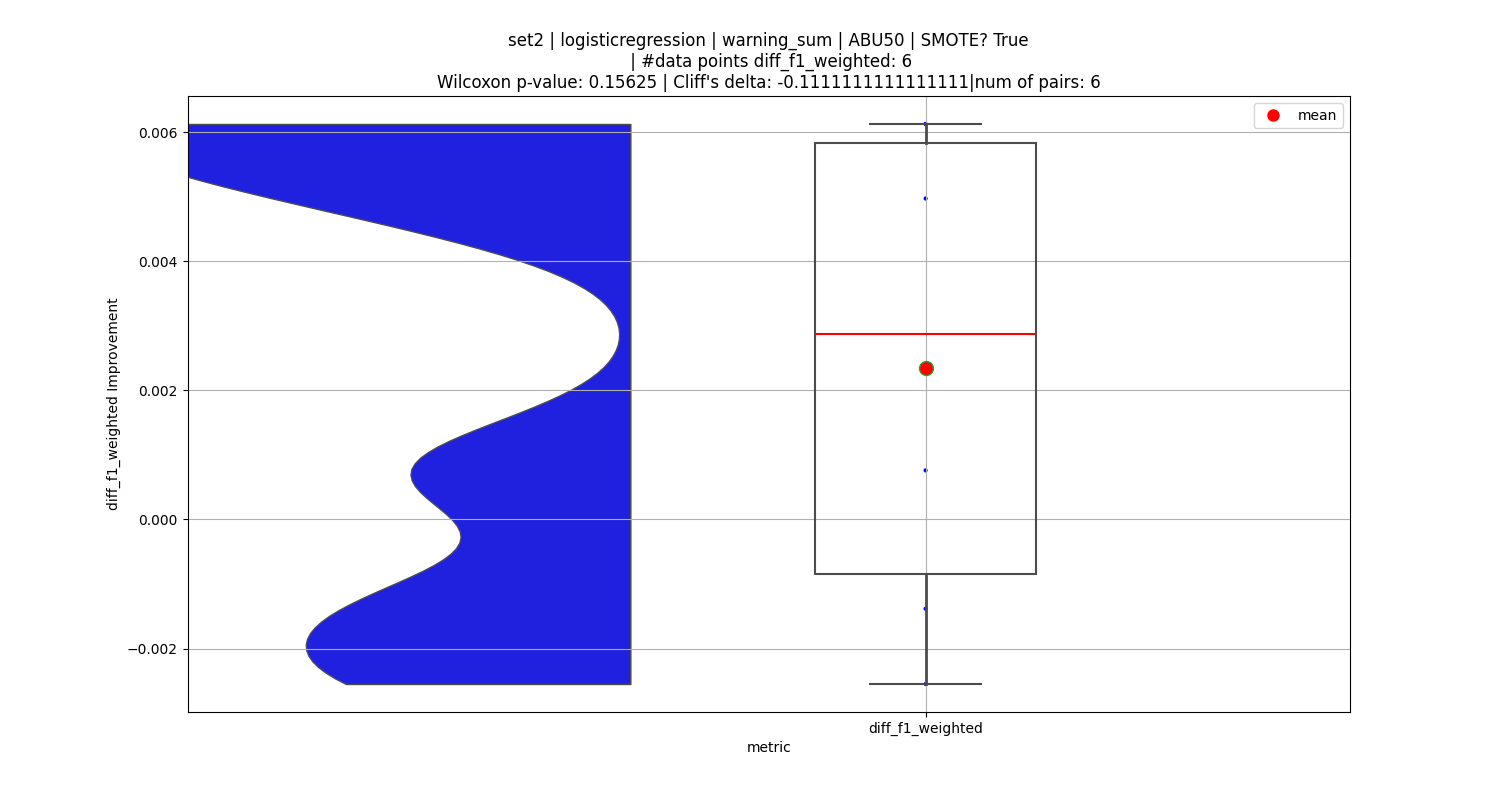 set2 | logisticregression | warning_sum | ABU50 | SMOTE? True
| #data points diff_f1_weighted: 6
Wilcoxon p-value: 0.15625 | Cliff's delta: -0.1111111111111111|num of pairs: 6
mean
0.006
0.004
0.002
0.000
−0.002
diff_f1_weighted Improvement
diff_f1_weighted
metric